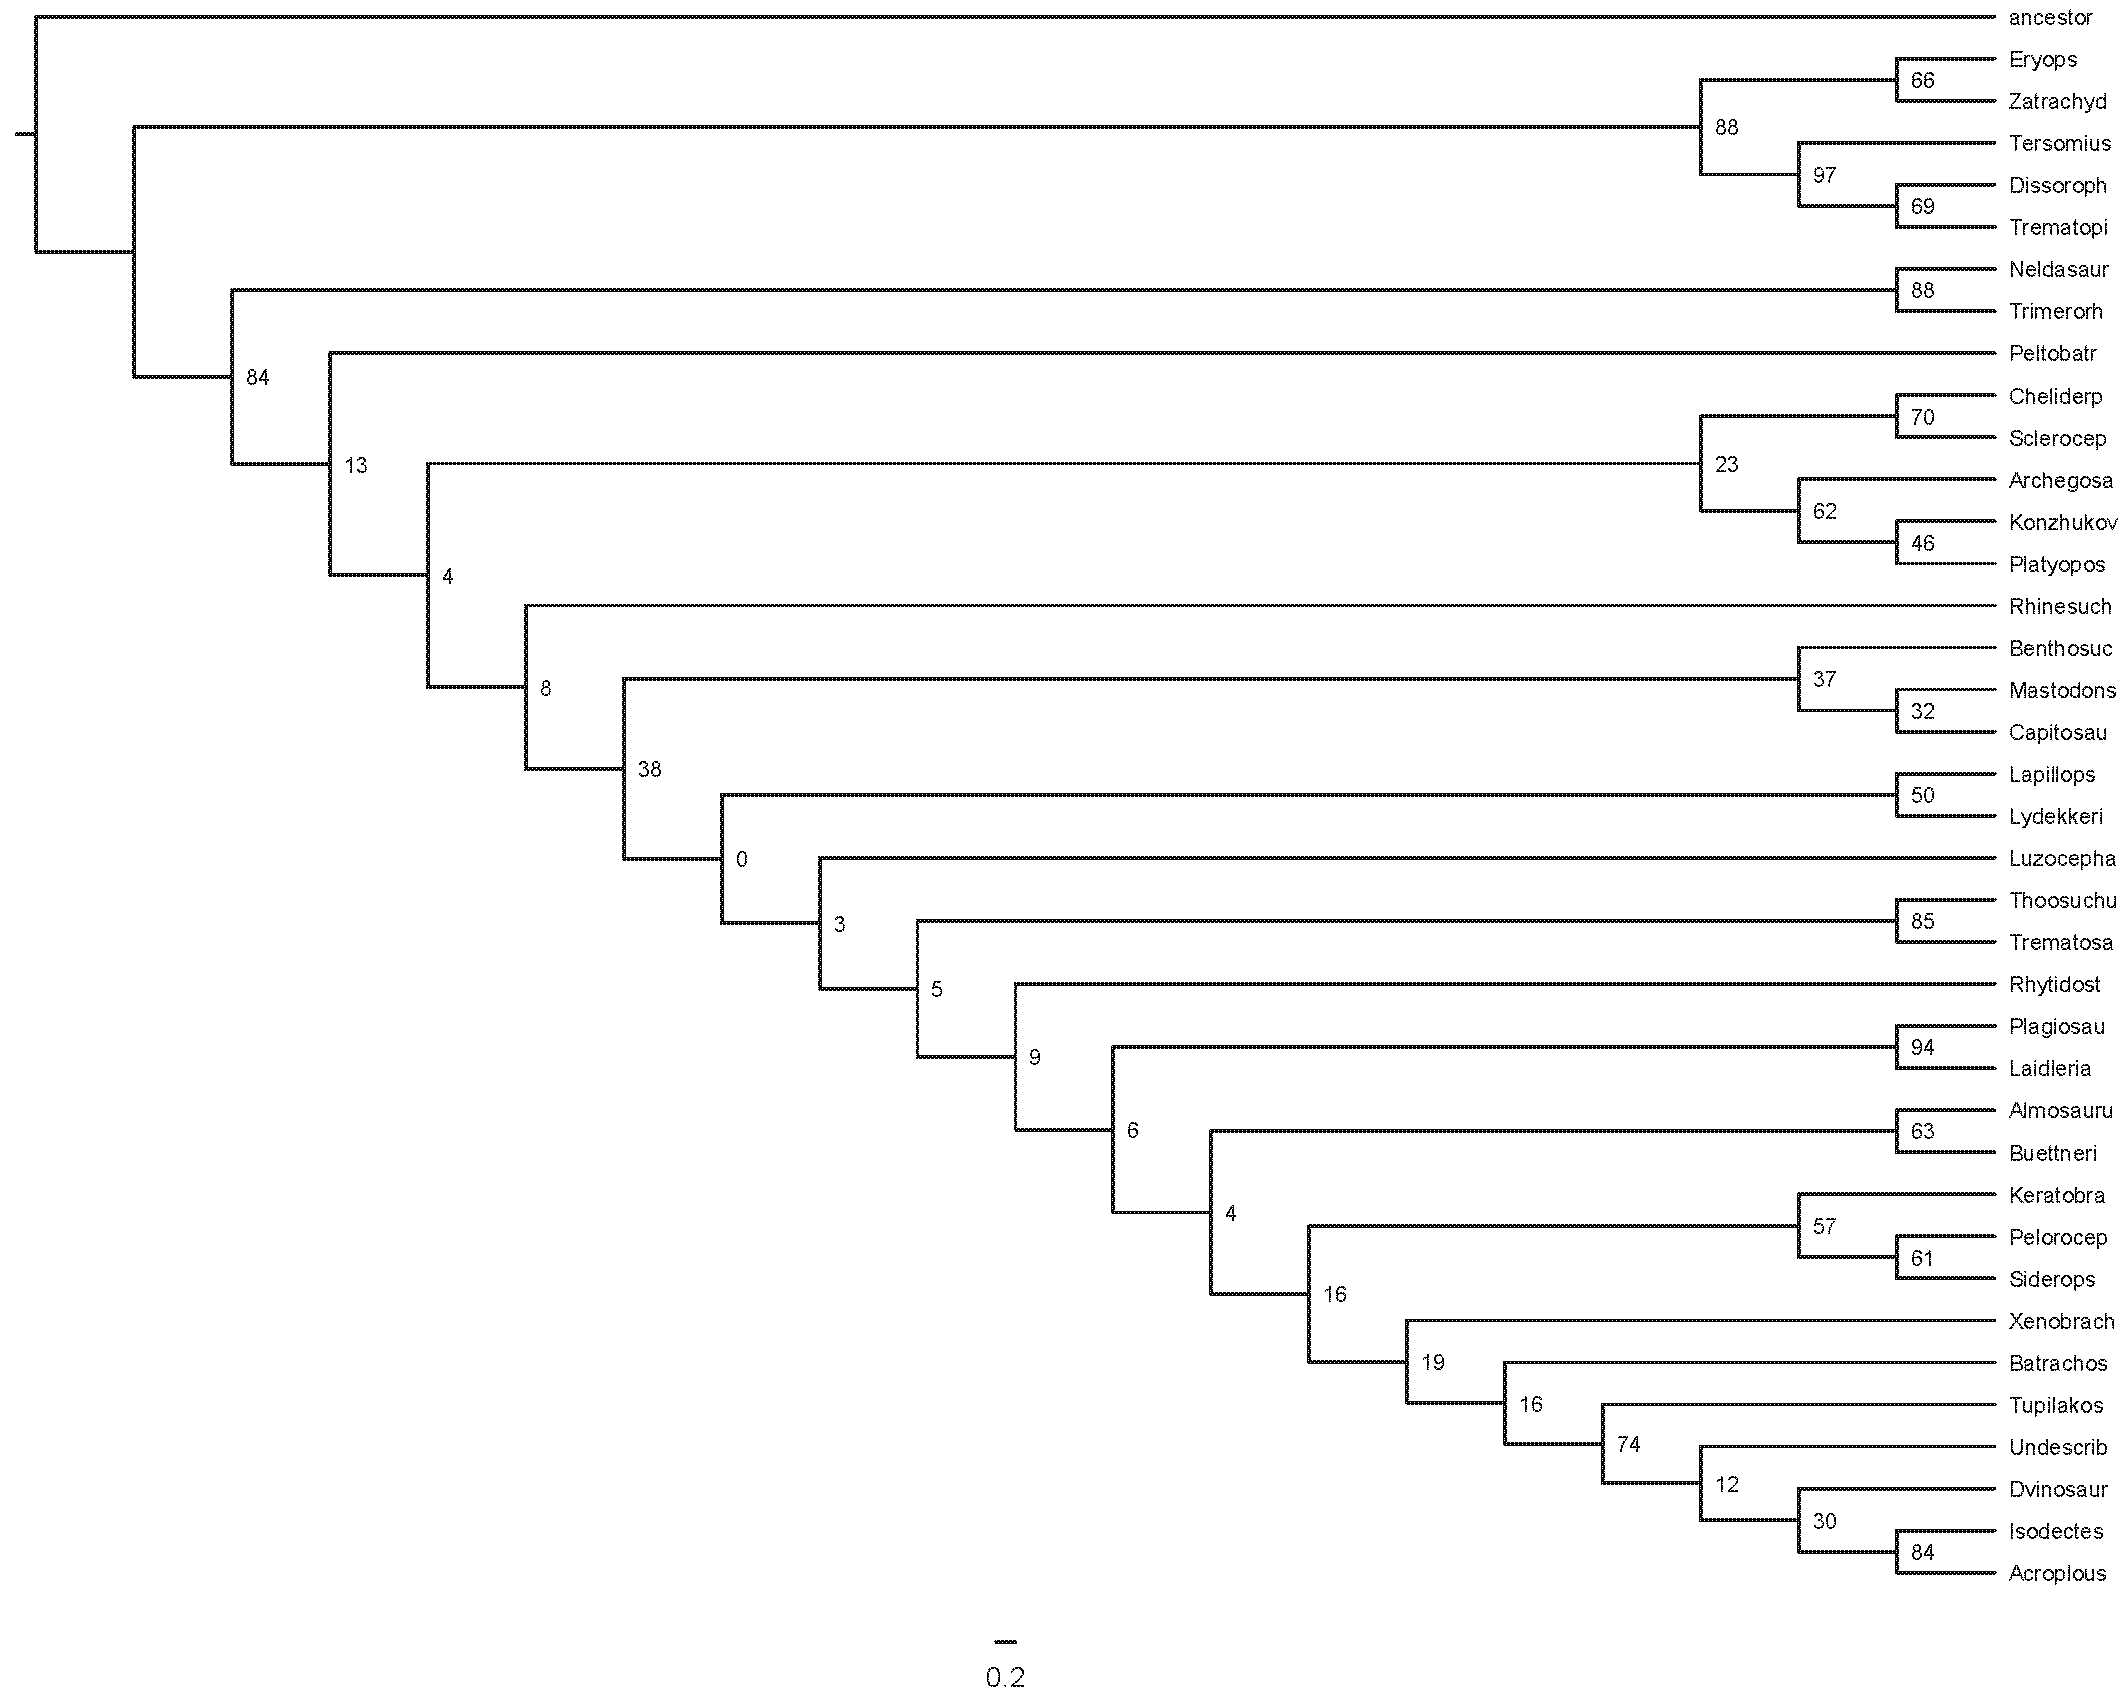 ancestor
Eryops
66
Zatrachyd
88
Tersomius
97
Dissoroph
69
Trematopi
Neldasaur
88
Trimerorh
Peltobatr
84
Cheliderp
70
Sclerocep
13
23
Archegosa
62
Konzhukov
46
Platyopos
4
Rhinesuch
Benthosuc
37
8
Mastodons
32
Capitosau
38
Lapillops
50
Lydekkeri
0
Luzocepha
Thoosuchu
3
85
Trematosa
5
Rhytidost
Plagiosau
94
9
Laidleria
Almosauru
6
63
Buettneri
Keratobra
4
57
Pelorocep
61
Siderops
16
Xenobrach
19
Batrachos
16
Tupilakos
74
Undescrib
12
Dvinosaur
30
Isodectes
84
Acroplous
0.2